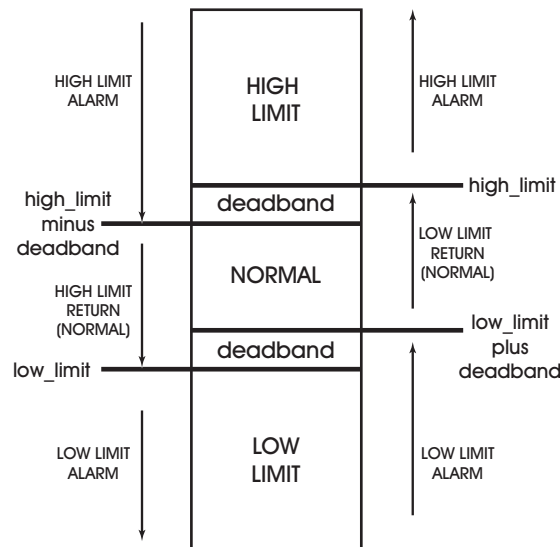 HIGH LIMIT
ALARM
HIGH
LIMIT
HIGH LIMIT
ALARM
high_limit
deadband
high_limit
minus
deadband
NORMAL
LOW LIMIT
RETURN
(NORMAL)
HIGH LIMIT
RETURN
(NORMAL)
low_limit
plus
deadband
deadband
low_limit
LOW LIMIT
ALARM
LOW
LIMIT
LOW LIMIT
ALARM